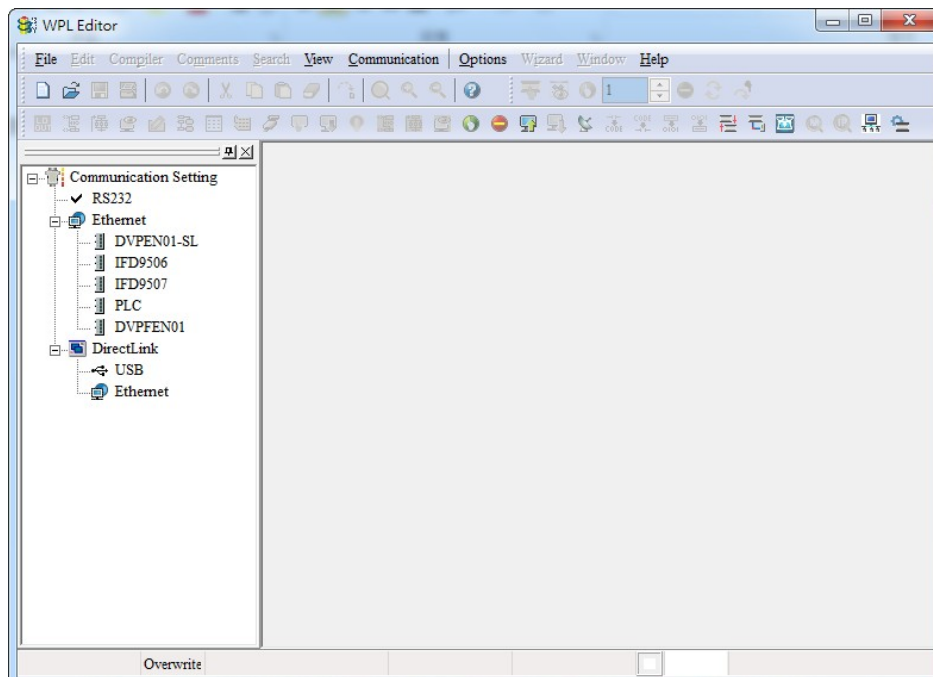 WPL Editor
File Edit Compiler Comments Search View Communication Options Wizard Window Help
1
Communication Setting
RS232
Ethernet
DVPEN01-SL
IFD9506
IFD9507
PLC
DVPFEN01
DirectLink
USB
Ethernet
Overwrite